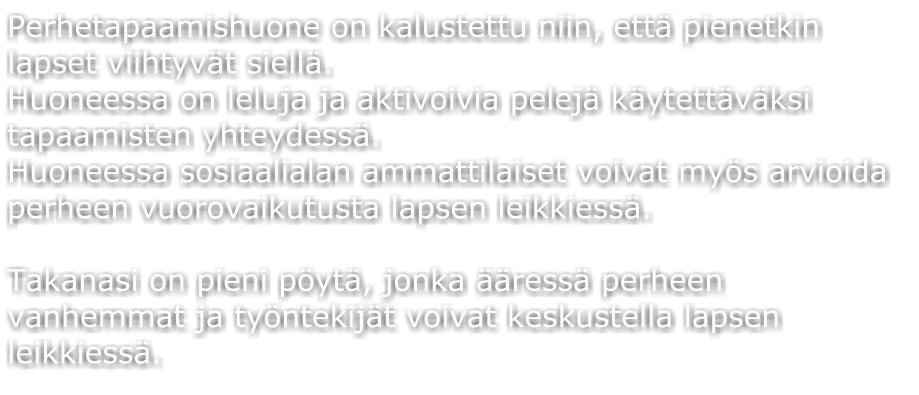 Perhetapaamishuone on kalustettu niin, että pienetkin
lapset viihtyvät siellä.
Huoneessa on leluja ja aktivoivia pelejä käytettäväksi
tapaamisten yhteydessä.
Huoneessa sosiaalialan ammattilaiset voivat myös arvioida
perheen vuorovaikutusta lapsen leikkiessä.

Takanasi on pieni pöytä, jonka ääressä perheen
vanhemmat ja työntekijät voivat keskustella lapsen
leikkiessä.